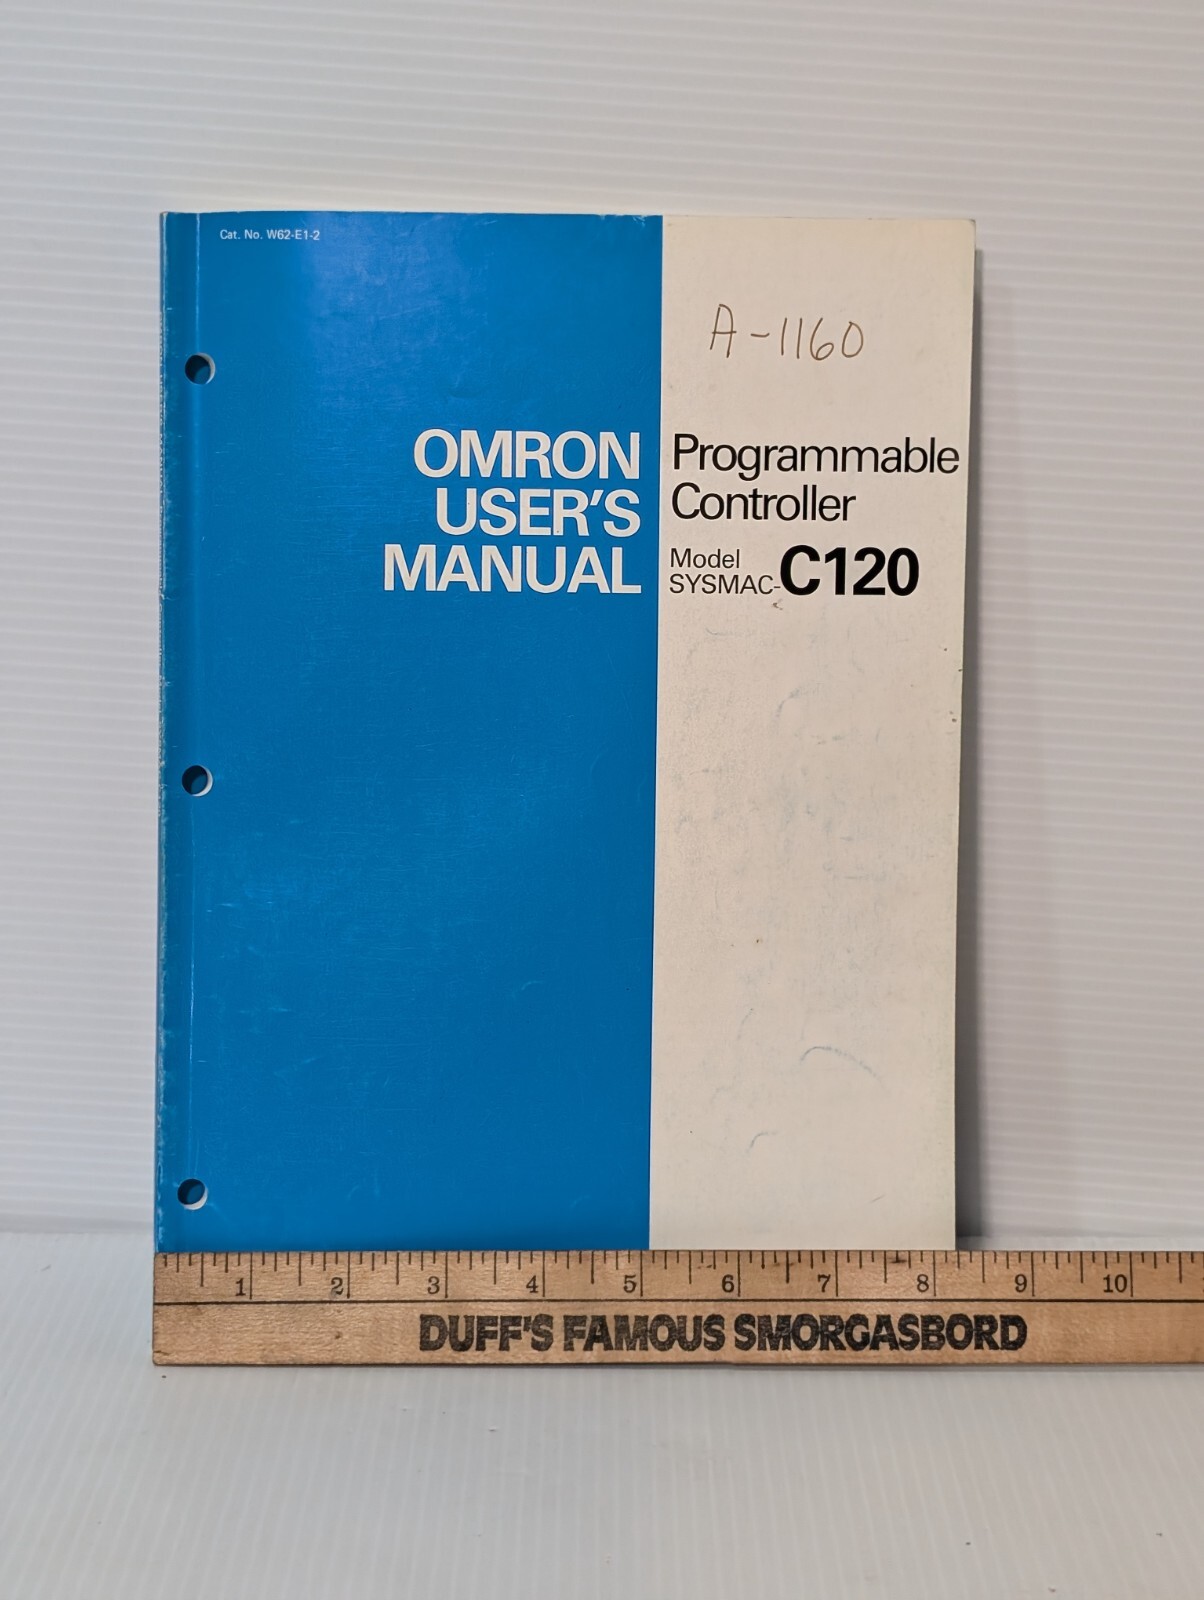 Cat. No. W62-E1-2
A-1160
OMRON
USER'S
MANUAL
Programmable
Controller
Model
SYSMAC-C120
1 2 3 4 5 6 7 8 9 10
DUFF'S FAMOUS SMORGASBORD